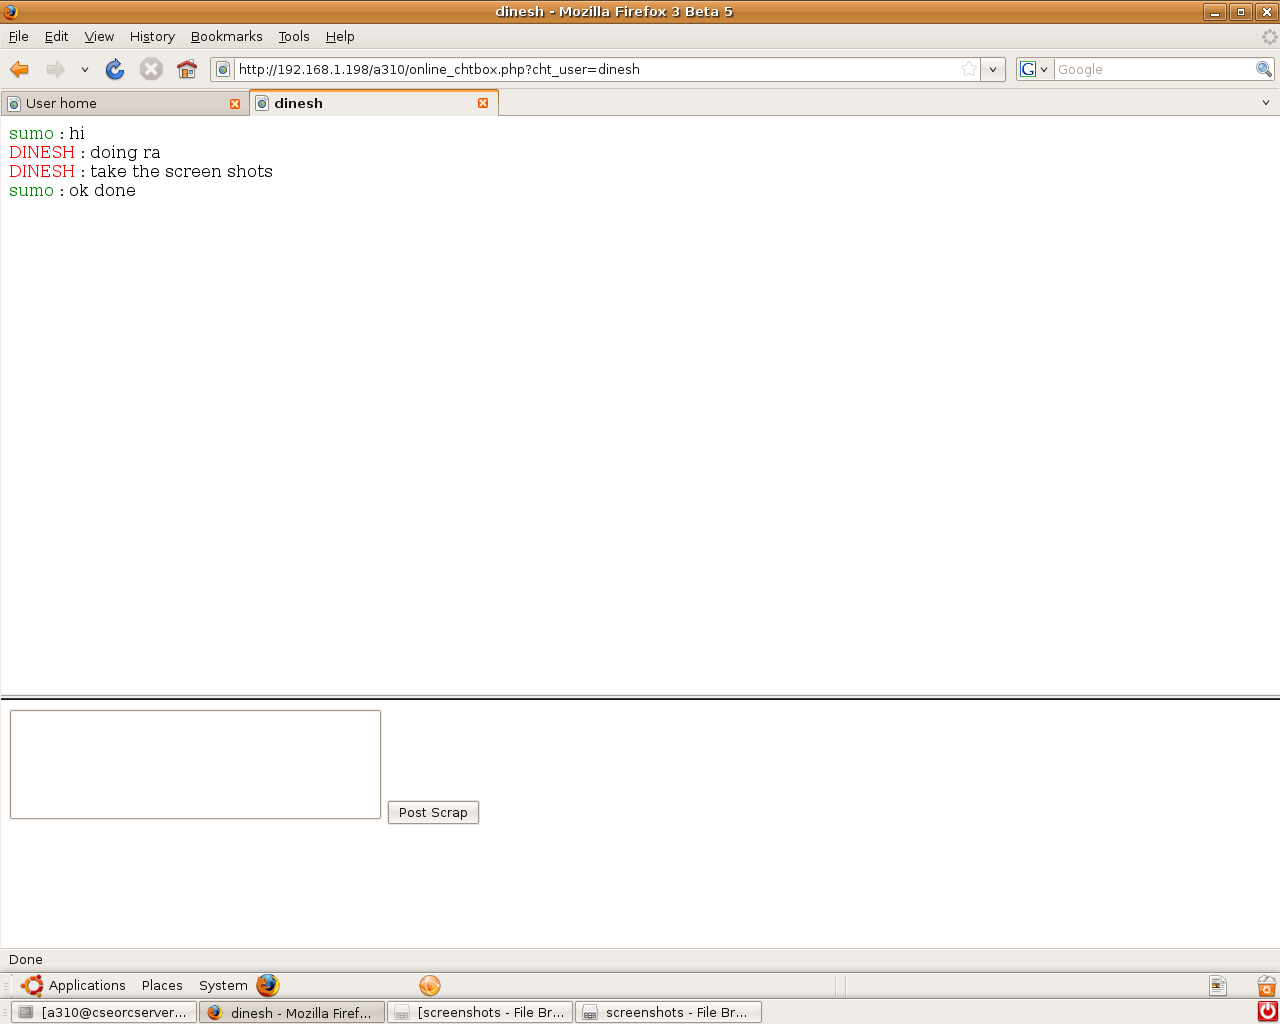 dinesh - Mozilla Firefox 3 Beta 5
File Edit View History Bookmarks Tools Help
http://192.168.1.198/a310/online_chtbox.php?cht_user=dinesh
G Google
User home
dinesh
sumo : hi
DINESH : doing ra
DINESH : take the screen shots
sumo : ok done
Post Scrap
Done
Applications Places System
[a310@cseorcserver... dinesh - Mozilla Firef... [screenshots - File Br... screenshots - File Br...